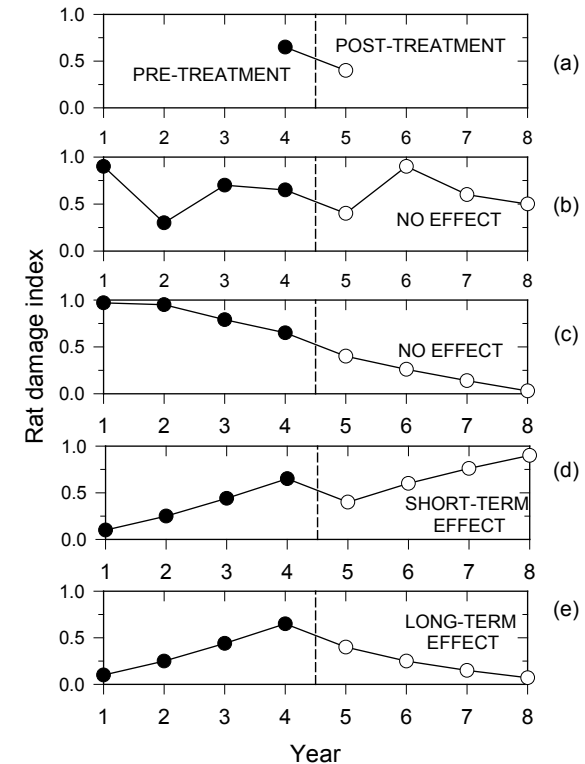 1.0
POST-TREATMENT
0.5
PRE-TREATMENT
(a)
0.0
1 2 3 4 5 6 7 8
1.0
0.5
(b)
NO EFFECT
0.0
1 2 3 4 5 6 7 8
1.0
0.5
NO EFFECT
(c)
0.0
1 2 3 4 5 6 7 8
1.0
(d)
0.5
SHORT-TERM
EFFECT
0.0
1 2 3 4 5 6 7 8
1.0
(e)
LONG-TERM
EFFECT
0.5
0.0
1 2 3 4 5 6 7 8
Year
Rat damage index